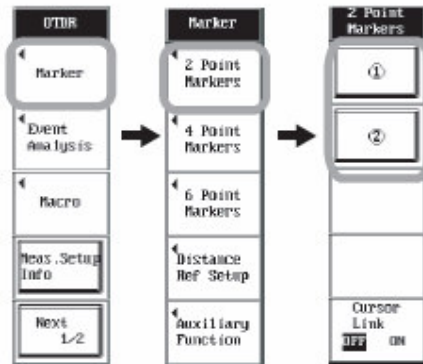 OTDR
Marker
Event
Analysis
Macro
Meas.Setup
Info
Next
1/2
Marker
2 Point
Markers
4 Point
Markers
6 Point
Markers
Distance
Ref Setup
Auxiliary
Function
2 Point
Markers
①
②
Cursor
Link
OFF ON